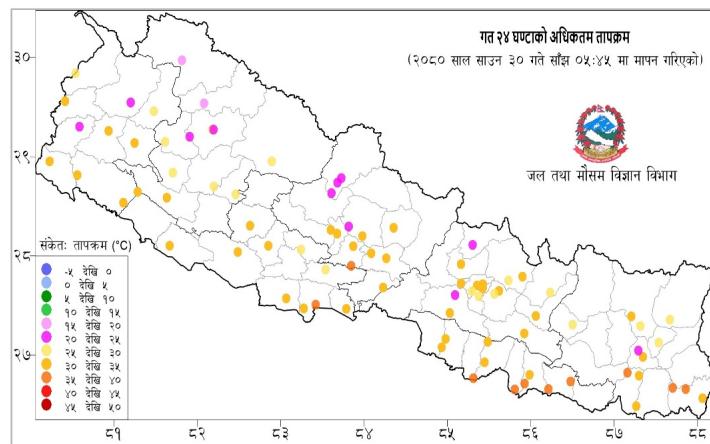 गत २४ घण्टाको अधिकतम तापक्रम
(२०८० साल साउन ३० गते साँझ ०५:४५ मा मापन गरिएको)
जल तथा मौसम विज्ञान विभाग
३०
२९
२८
२७
संकेतः तापक्रम (°C)
-५ देखि ०
० देखि ५
५ देखि १०
१० देखि १५
१५ देखि २०
२० देखि २५
२५ देखि ३०
३० देखि ३५
३५ देखि ४०
४० देखि ४५
४५ देखि ५०
८१ ८२ ८३ ८४ ८५ ८६ ८७ ८८